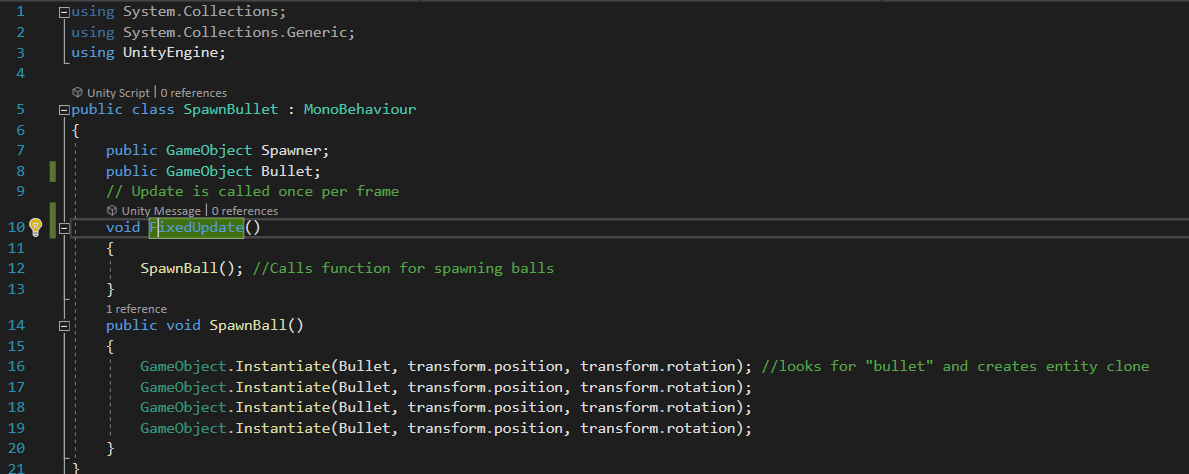 1 using System.Collections;
2 using System.Collections.Generic;
3 using UnityEngine;
4
Unity Script | 0 references
5 public class SpawnBullet : MonoBehaviour
6 {
7 public GameObject Spawner;
8 public GameObject Bullet;
9 // Update is called once per frame
Unity Message | 0 references
10 void FixedUpdate()
11 {
12 SpawnBall(); //Calls function for spawning balls
13 }
1 reference
14 public void SpawnBall()
15 {
16 GameObject.Instantiate(Bullet, transform.position, transform.rotation); //looks for "bullet" and creates entity clone
17 GameObject.Instantiate(Bullet, transform.position, transform.rotation);
18 GameObject.Instantiate(Bullet, transform.position, transform.rotation);
19 GameObject.Instantiate(Bullet, transform.position, transform.rotation);
20 }
21 }